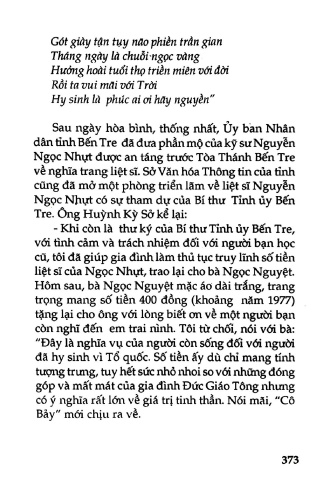 Gót giày tận tuy não phiền trần gian
Tháng ngày là chuỗi ngọc vàng
Hưởng hoài tuổi thọ triền miên với đời
Rồi ta vui mãi với Trời
Hy sinh là phúc ai ơi hãy nguyền”
Sau ngày hòa bình, thống nhất, Ủy ban Nhân
dân tỉnh Bến Tre đã đưa phần mộ của kỹ sư Nguyễn
Ngọc Nhựt được an táng trước Tòa Thánh Bến Tre
về nghĩa trang liệt sĩ. Sở Văn hóa Thông tin của tỉnh
cũng đã mở một phòng triển lãm về liệt sĩ Nguyễn
Ngọc Nhựt có sự tham dự của Bí thư Tỉnh ủy Bến
Tre. Ông Huỳnh Kỳ Sở kể lại:
- Khi còn là thư ký của Bí thư Tỉnh ủy Bến Tre,
với tình cảm và trách nhiệm đối với người bạn học
cũ, tôi đã giúp gia đình làm thủ tục truy lĩnh số tiền
liệt sĩ của Ngọc Nhựt, trao lại cho bà Ngọc Nguyệt.
Hôm sau, bà Ngọc Nguyệt mặc áo dài trắng, trang
trọng mang số tiền 400 đồng (khoảng năm 1977)
tặng lại cho ông với lòng biết ơn về một người bạn
còn nghĩ đến em trai nình. Tôi từ chối, nói với bà:
“Đây là nghĩa vụ của người còn sống đối với người
đã hy sinh vì Tổ quốc. Số tiền ấy dù chỉ mang tính
tượng trưng, tuy hết sức nhỏ nhoi so với những đóng
góp và mất mát của gia đình Đức Giáo Tông nhưng
có ý nghĩa rất lớn về giá trị tinh thần. Nói mãi, “Cô
Bảy” mới chịu ra về.
373